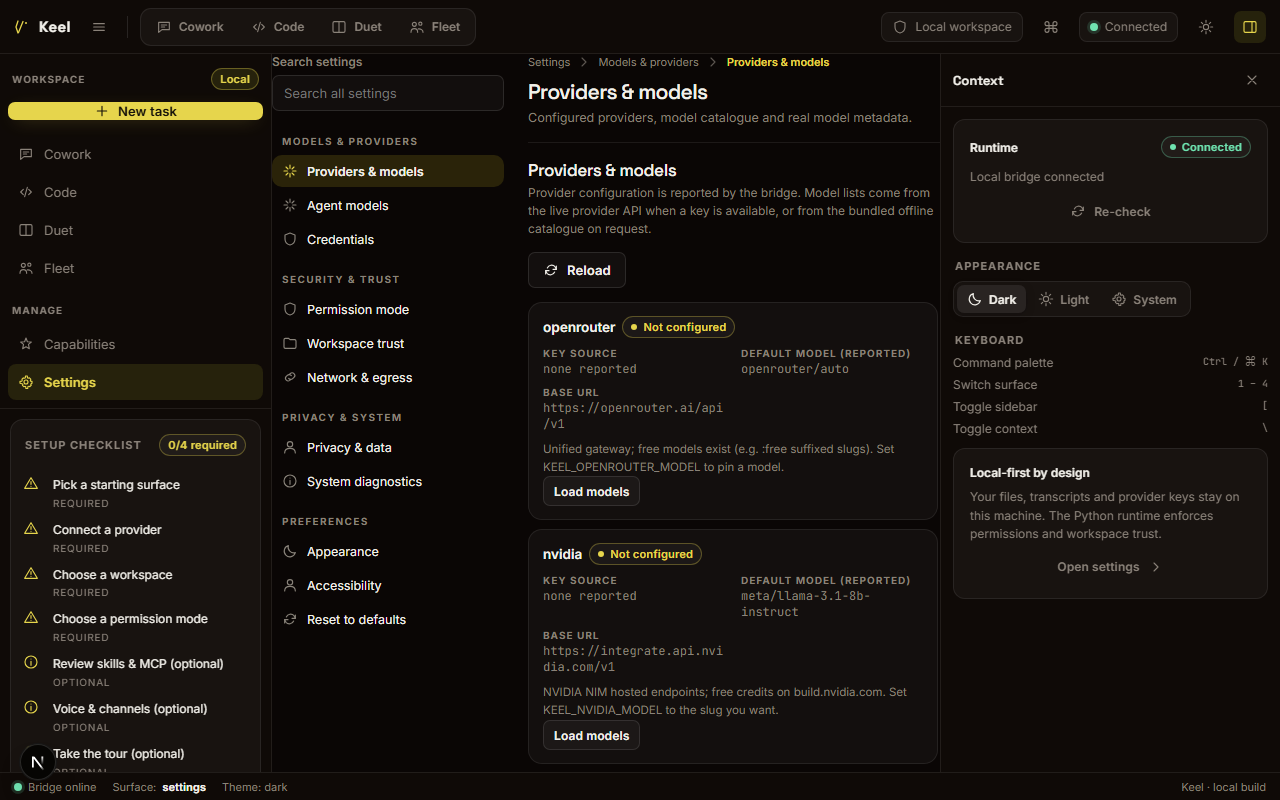 Keel
Cowork
Code
Duet
Fleet
Local workspace
Connected
WORKSPACE
Local
New task
Cowork
Code
Duet
Fleet
MANAGE
Capabilities
Settings
SETUP CHECKLIST
0/4 required
Pick a starting surface
REQUIRED
Connect a provider
REQUIRED
Choose a workspace
REQUIRED
Choose a permission mode
REQUIRED
Review skills & MCP (optional)
OPTIONAL
Voice & channels (optional)
OPTIONAL
Take the tour (optional)
OPTIONAL
N
Search settings
Search all settings
MODELS & PROVIDERS
Providers & models
Agent models
Credentials
SECURITY & TRUST
Permission mode
Workspace trust
Network & egress
PRIVACY & SYSTEM
Privacy & data
System diagnostics
PREFERENCES
Appearance
Accessibility
Reset to defaults
Settings
Models & providers
Providers & models
Providers & models
Configured providers, model catalogue and real model metadata.
Providers & models
Provider configuration is reported by the bridge. Model lists come from
the live provider API when a key is available, or from the bundled offline
catalogue on request.
Reload
openrouter
Not configured
KEY SOURCE
none reported
DEFAULT MODEL (REPORTED)
openrouter/auto
BASE URL
https://openrouter.ai/api
/v1
Unified gateway; free models exist (e.g. :free suffixed slugs). Set
KEEL_OPENROUTER_MODEL to pin a model.
Load models
nvidia
Not configured
KEY SOURCE
none reported
DEFAULT MODEL (REPORTED)
meta/llama-3.1-8b-
instruct
BASE URL
https://integrate.api.nvi
dia.com/v1
NVIDIA NIM hosted endpoints; free credits on build.nvidia.com. Set
KEEL_NVIDIA_MODEL to the slug you want.
Load models
Context
Runtime
Connected
Local bridge connected
Re-check
APPEARANCE
Dark
Light
System
KEYBOARD
Command palette
Ctrl / ⌘ K
Switch surface
1 – 4
Toggle sidebar
[
Toggle context
\
Local-first by design
Your files, transcripts and provider keys stay on
this machine. The Python runtime enforces
permissions and workspace trust.
Open settings
Bridge online
Surface: settings
Theme: dark
Keel · local build